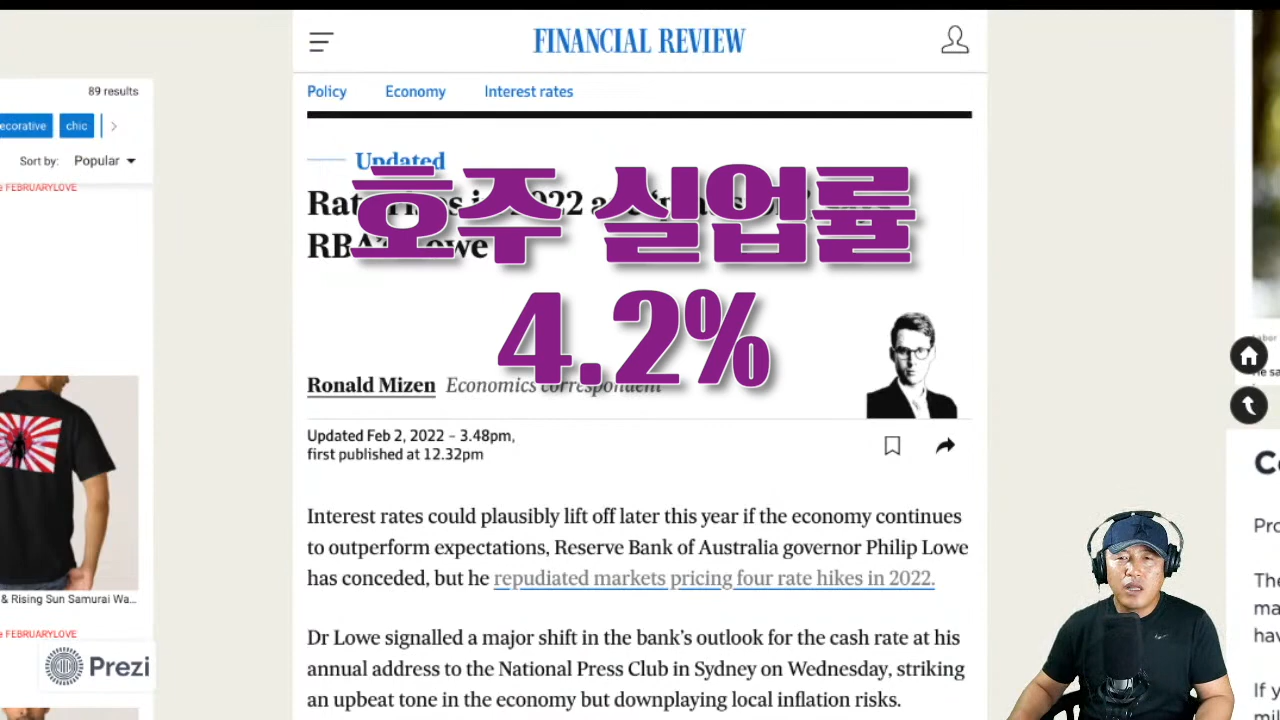 FINANCIAL REVIEW
89 results
Policy Economy Interest rates
ecorative chic
Sort by: Popular
FEBRUARYLOVE
Updated
호주 실업률
4.2%
2022
RBA
Ronald Mizen Economics correspondent
Updated Feb 2, 2022 – 3.48pm,
first published at 12.32pm
Interest rates could plausibly lift off later this year if the economy continues
to outperform expectations, Reserve Bank of Australia governor Philip Lowe
has conceded, but he repudiated markets pricing four rate hikes in 2022.
& Rising Sun Samurai Wa...
FEBRUARYLOVE
Dr Lowe signalled a major shift in the bank's outlook for the cash rate at his
annual address to the National Press Club in Sydney on Wednesday, striking
an upbeat tone in the economy but downplaying local inflation risks.
Prezi
If y